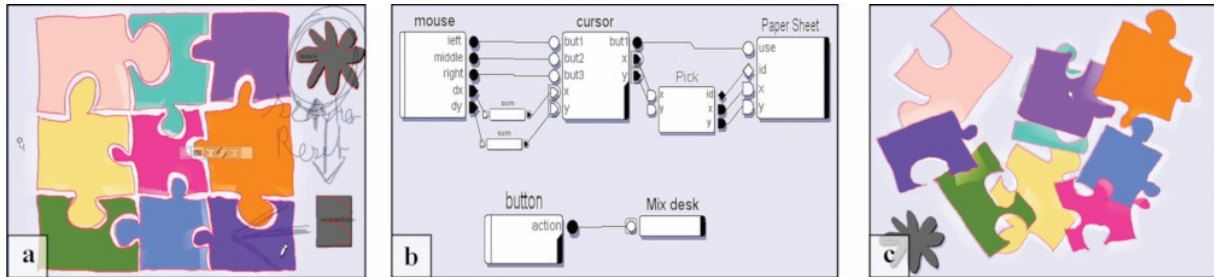 Reset
a
mouse
left
middle
right
dx
dy
sum
sum
cursor
but1 but1
but2 x
but3 y
x
y
Pick
x id
y x
y
Paper Sheet
use
id
x
y
button
action
Mix desk
b
c